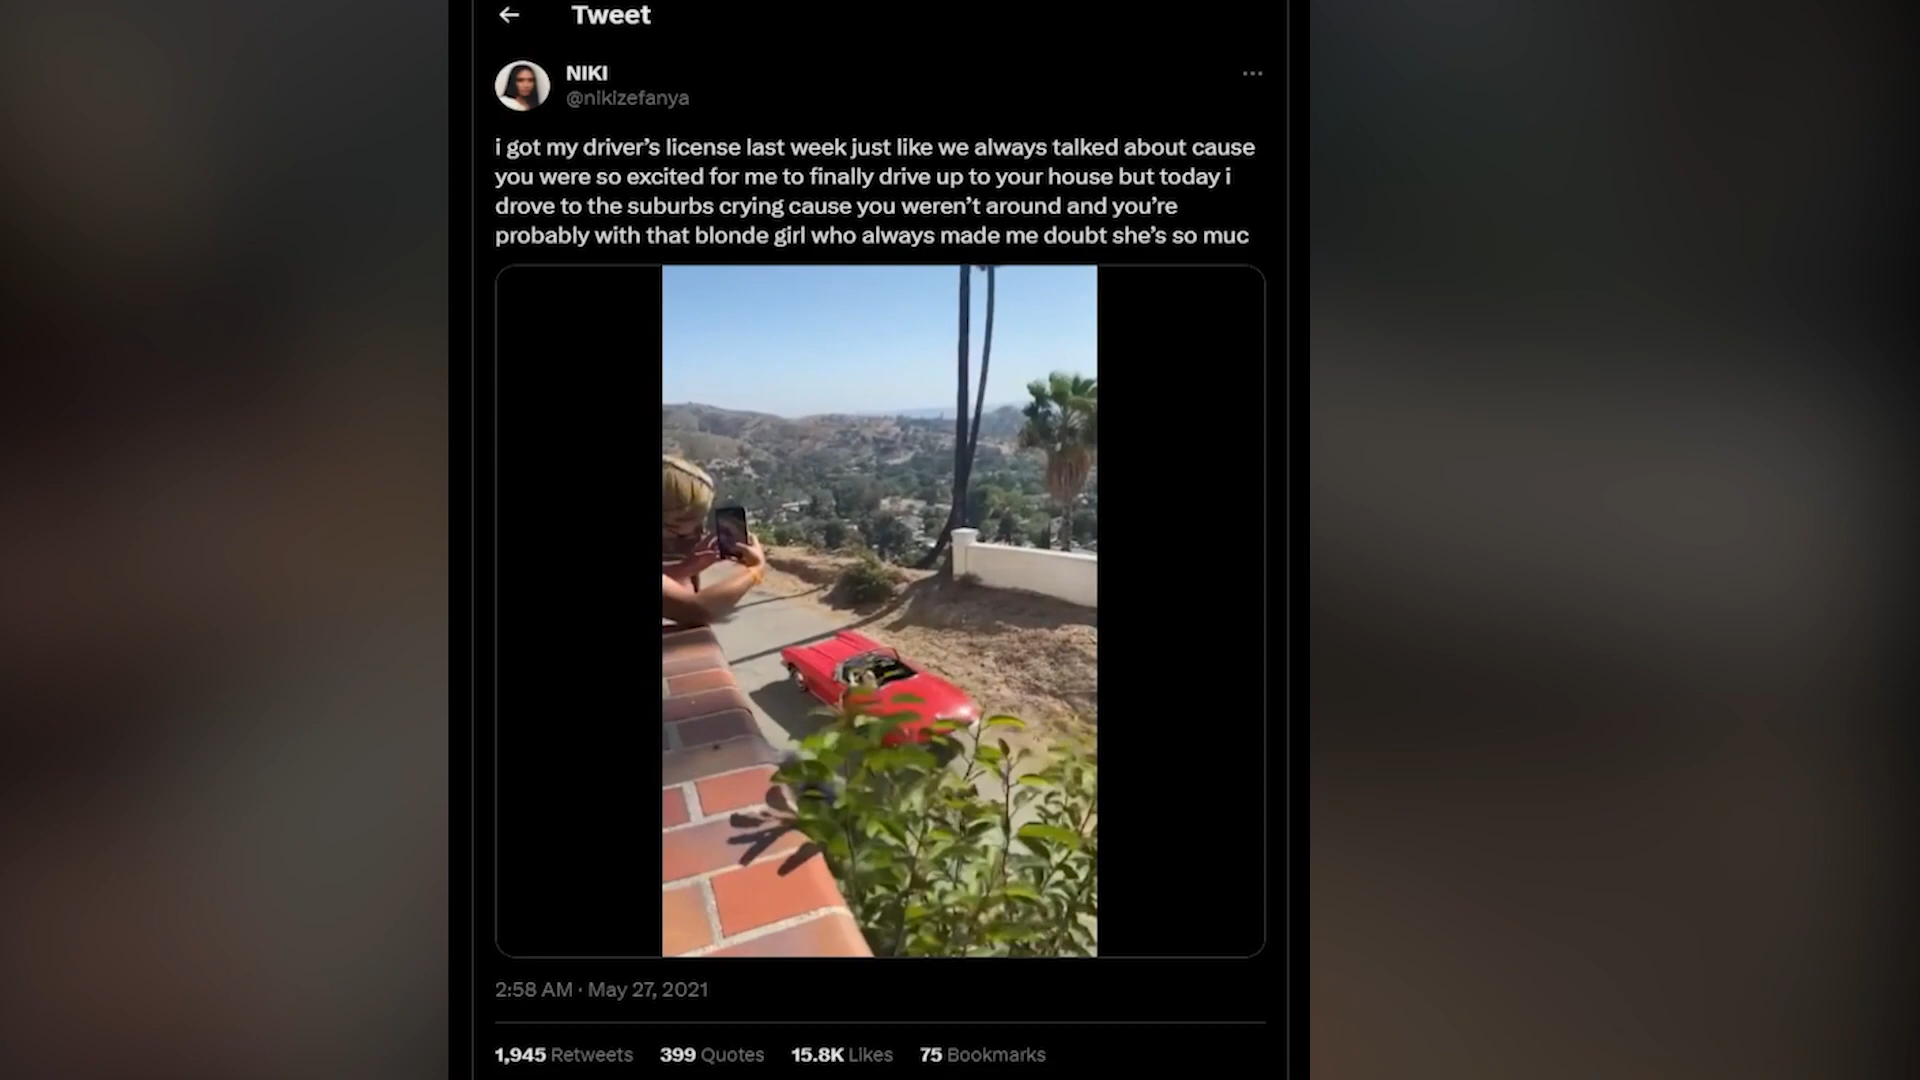 Tweet
NIKI
@nikizefanya
i got my driver’s license last week just like we always talked about cause
you were so excited for me to finally drive up to your house but today i
drove to the suburbs crying cause you weren’t around and you’re
probably with that blonde girl who always made me doubt she’s so muc
2:58 AM · May 27, 2021
1,945 Retweets 399 Quotes 15.8K Likes 75 Bookmarks